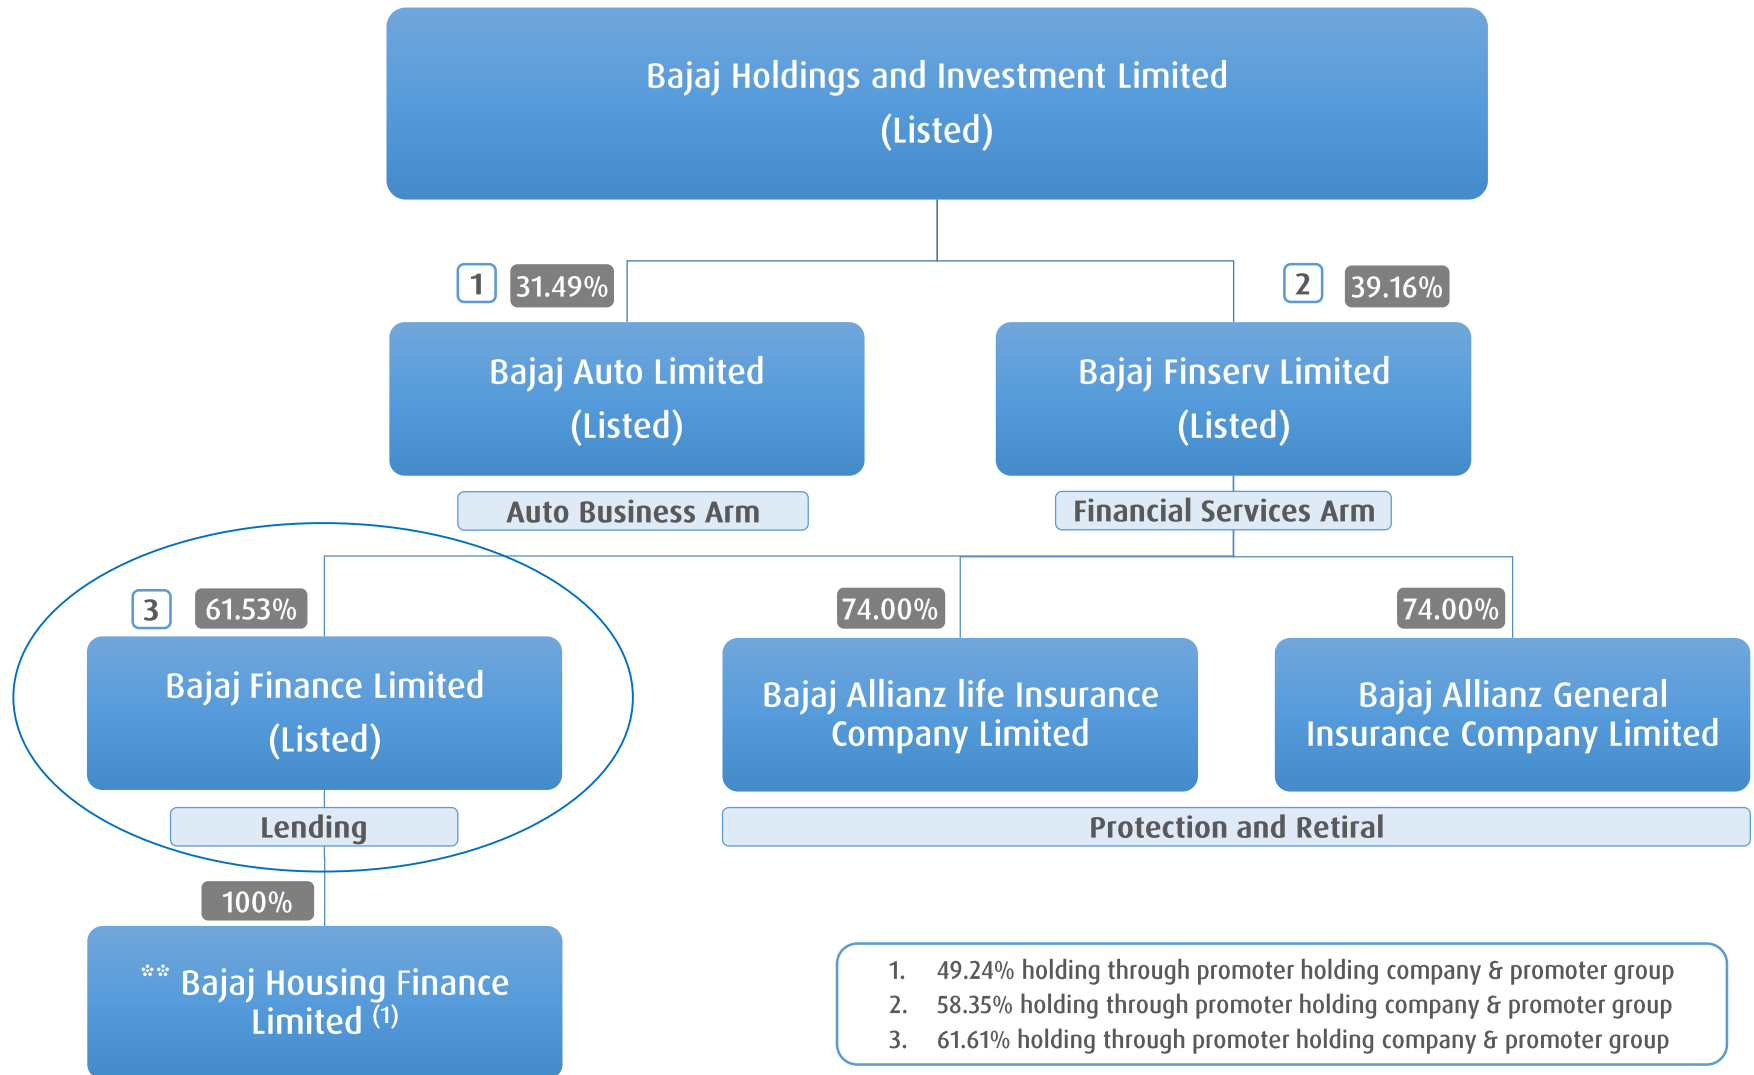 Bajaj Holdings and Investment Limited
(Listed)
1 31.49%
2 39.16%
Bajaj Auto Limited
(Listed)
Bajaj Finserv Limited
(Listed)
Auto Business Arm
Financial Services Arm
3 61.53%
74.00%
74.00%
Bajaj Finance Limited
(Listed)
Bajaj Allianz life Insurance
Company Limited
Bajaj Allianz General
Insurance Company Limited
Lending
Protection and Retiral
100%
** Bajaj Housing Finance
Limited (1)
1. 49.24% holding through promoter holding company & promoter group
2. 58.35% holding through promoter holding company & promoter group
3. 61.61% holding through promoter holding company & promoter group